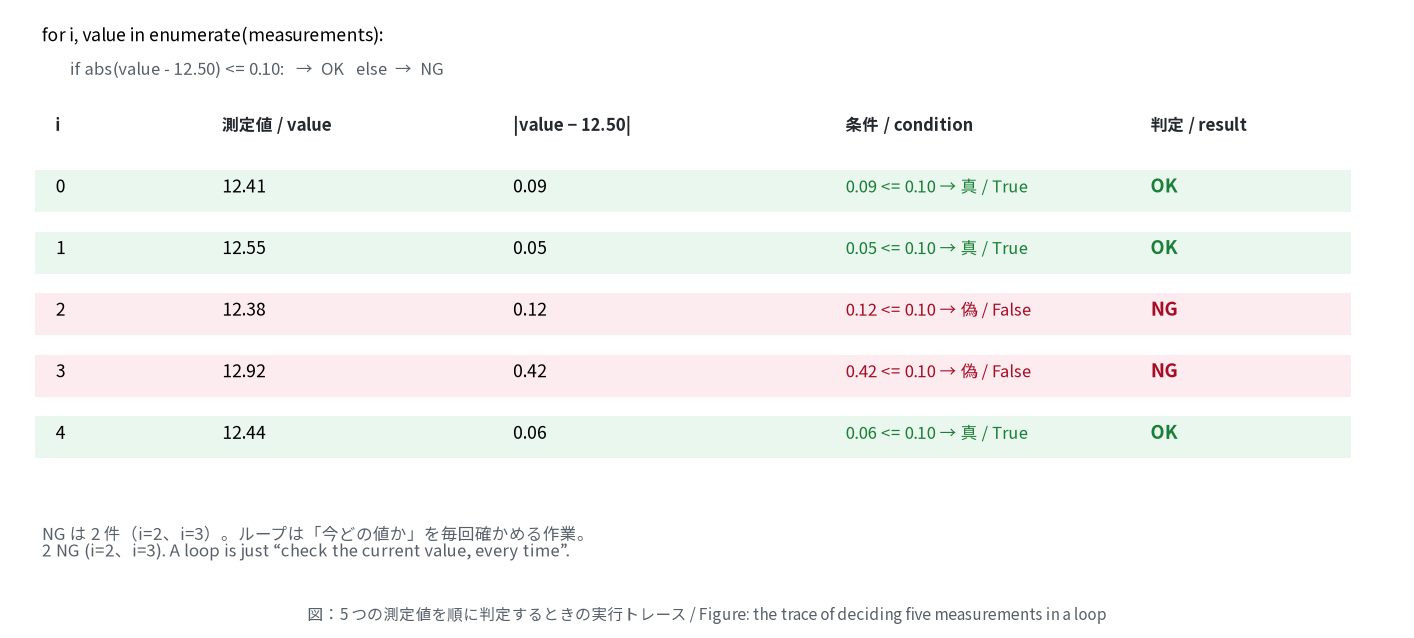 for i, value in enumerate(measurements):
if abs(value - 12.50) <= 0.10: → OK else → NG
i 測定値 / value |value − 12.50| 条件 / condition 判定 / result
0 12.41 0.09 0.09 <= 0.10 → 真 / True OK
1 12.55 0.05 0.05 <= 0.10 → 真 / True OK
2 12.38 0.12 0.12 <= 0.10 → 偽 / False NG
3 12.92 0.42 0.42 <= 0.10 → 偽 / False NG
4 12.44 0.06 0.06 <= 0.10 → 真 / True OK
NG は 2 件（i=2、i=3）。ループは「今どの値か」を毎回確かめる作業。
2 NG (i=2、i=3). A loop is just “check the current value, every time”.
図：5 つの測定値を順に判定するときの実行トレース / Figure: the trace of deciding five measurements in a loop